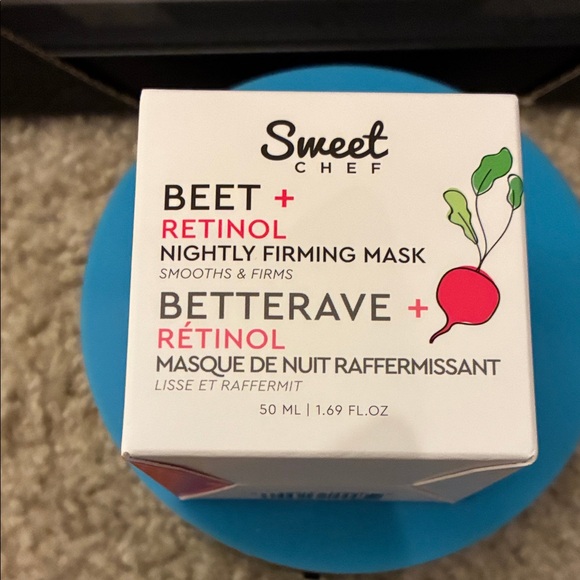 Sweet
CHEF
BEET +
RETINOL
NIGHTLY FIRMING MASK
SMOOTHS & FIRMS
BETTERAVE +
RÉTINOL
MASQUE DE NUIT RAFFERMISSANT
LISSE ET RAFFERMIT
50 ML | 1.69 FL.OZ